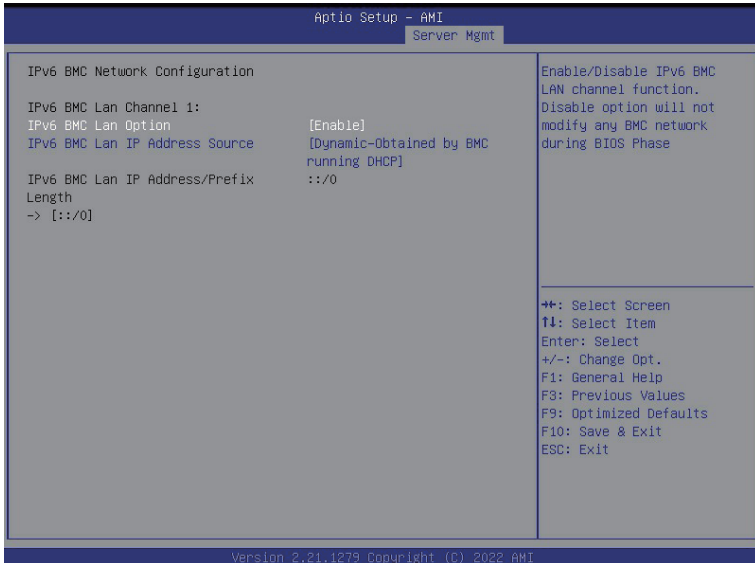 Aptio Setup - AMI
Server Mgmt
IPv6 BMC Network Configuration
IPv6 BMC Lan Channel 1:
IPv6 BMC Lan Option [Enable]
IPv6 BMC Lan IP Address Source [Dynamic-Obtained by BMC
running DHCP]
IPv6 BMC Lan IP Address/Prefix ::/0
Length
-> [::/0]
Enable/Disable IPv6 BMC
LAN channel function.
Disable option will not
modify any BMC network
during BIOS Phase
→←: Select Screen
↑↓: Select Item
Enter: Select
+/-: Change Opt.
F1: General Help
F3: Previous Values
F9: Optimized Defaults
F10: Save & Exit
ESC: Exit
Version 2.21.1279 Copyright (C) 2022 AMI